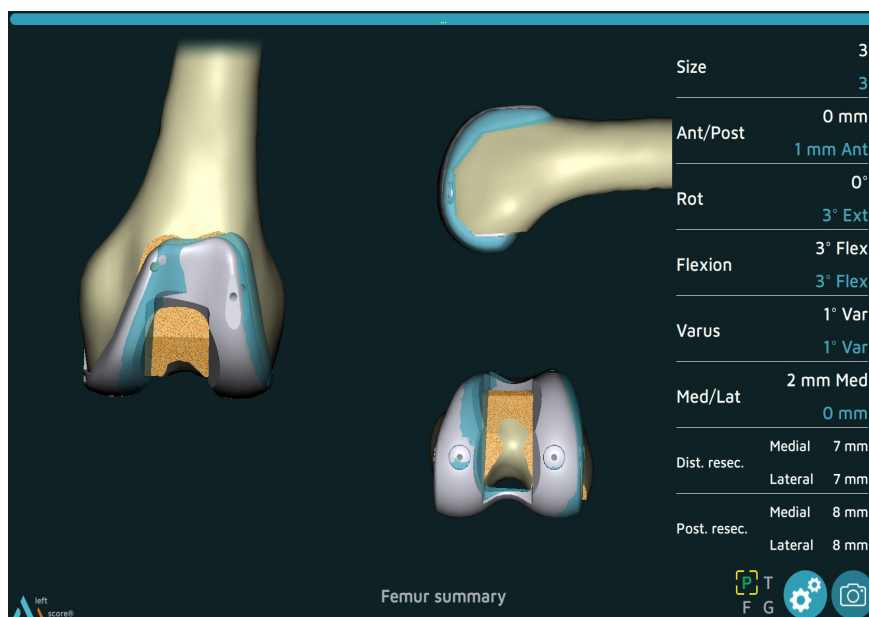 ...
Size
3
3
Ant/Post
0 mm
1 mm Ant
Rot
0°
3° Ext
Flexion
3° Flex
3° Flex
Varus
1° Var
1° Var
Med/Lat
2 mm Med
0 mm
Dist. resec.
Medial 7 mm
Lateral 7 mm
Post. resec.
Medial 8 mm
Lateral 8 mm
P T
F G
Femur summary
left
score®